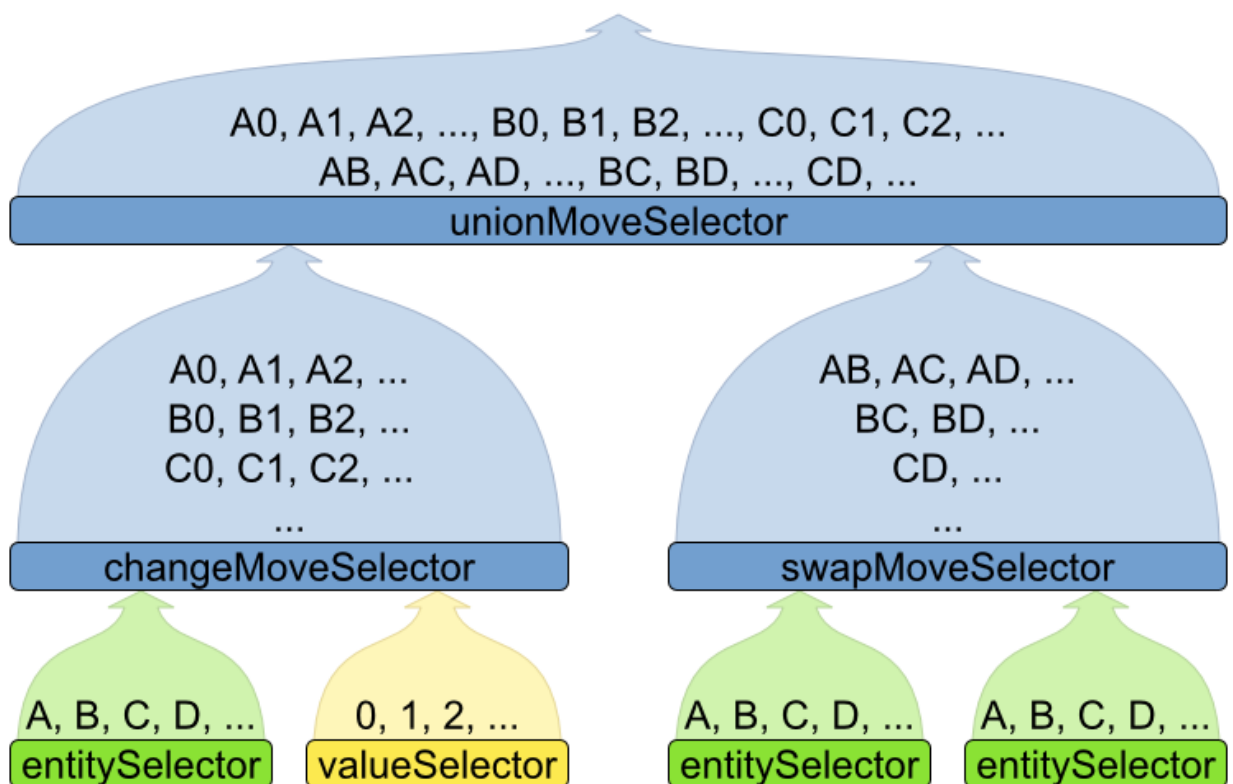 A0, A1, A2, ..., B0, B1, B2, ..., C0, C1, C2, ...
AB, AC, AD, ..., BC, BD, ..., CD, ...
unionMoveSelector
A0, A1, A2, ...
B0, B1, B2, ...
C0, C1, C2, ...
...
changeMoveSelector
AB, AC, AD, ...
BC, BD, ...
CD, ...
...
swapMoveSelector
A, B, C, D, ...
entitySelector
0, 1, 2, ...
valueSelector
A, B, C, D, ...
entitySelector
A, B, C, D, ...
entitySelector